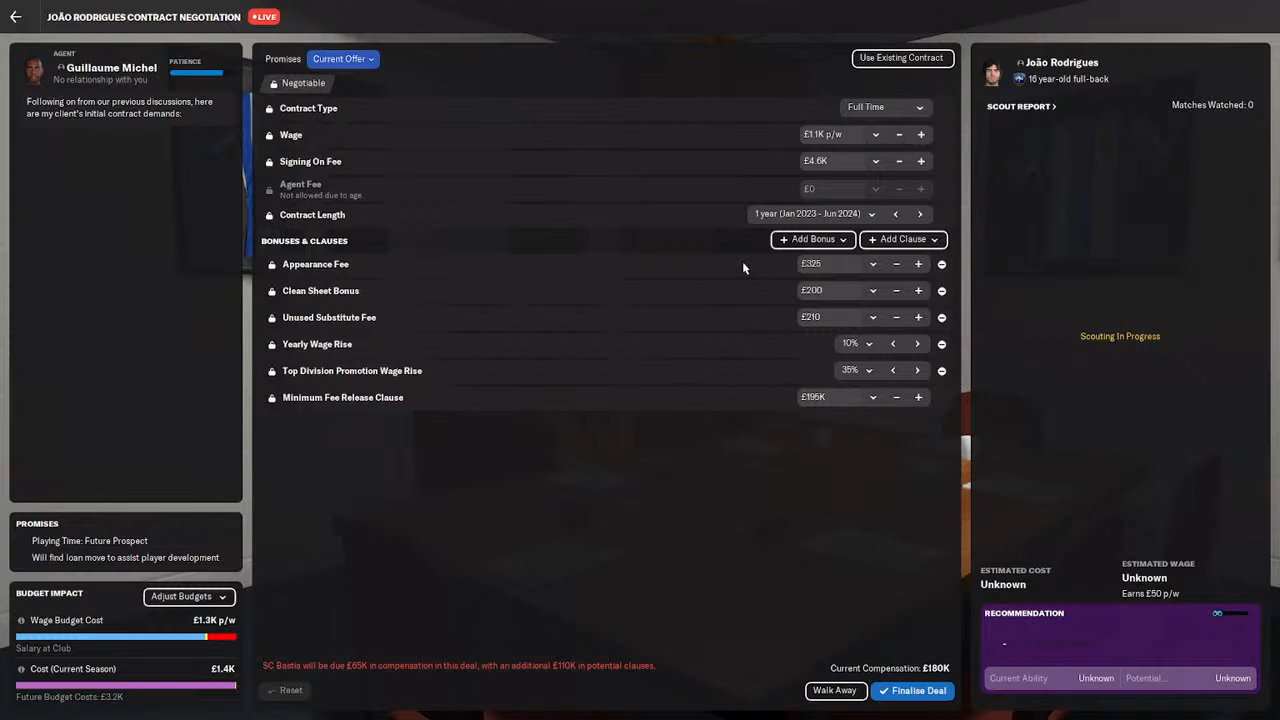 JOÃO RODRIGUES CONTRACT NEGOTIATION LIVE
AGENT
Guillaume Michel
No relationship with you
PATIENCE
Following on from our previous discussions, here
are my client's initial contract demands:
PROMISES
Playing Time: Future Prospect
Will find loan move to assist player development
BUDGET IMPACT
Adjust Budgets
Wage Budget Cost £1.3K p/w
Salary at Club
Cost (Current Season) £1.4K
Future Budget Costs: £3.2K
Promises Current Offer
Use Existing Contract
Negotiable
Contract Type Full Time
Wage £1.1K p/w
Signing On Fee £4.6K
Agent Fee £0
Not allowed due to age.
Contract Length 1 year (Jan 2023 - Jun 2024)
BONUSES & CLAUSES
Add Bonus Add Clause
Appearance Fee £325
Clean Sheet Bonus £200
Unused Substitute Fee £210
Yearly Wage Rise 10%
Top Division Promotion Wage Rise 35%
Minimum Fee Release Clause £195K
SC Bastia will be due £65K in compensation in this deal, with an additional £110K in potential clauses.
Current Compensation: £180K
Reset
Walk Away
Finalise Deal
João Rodrigues
16 year-old full-back
SCOUT REPORT >
Matches Watched: 0
Scouting In Progress
ESTIMATED COST
Unknown
ESTIMATED WAGE
Unknown
Earns £50 p/w
RECOMMENDATION
-
Current Ability Unknown
Potential... Unknown